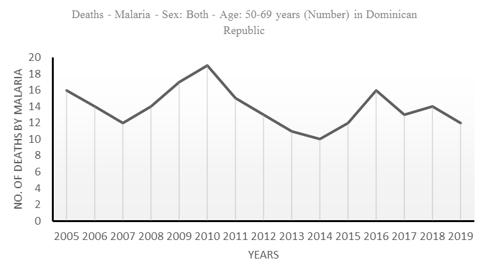 Deaths - Malaria - Sex: Both - Age: 50-69 years (Number) in Dominican
Republic
NO. OF DEATHS BY MALARIA
20
18
16
14
12
10
8
6
4
2
0
2005 2006 2007 2008 2009 2010 2011 2012 2013 2014 2015 2016 2017 2018 2019
YEARS